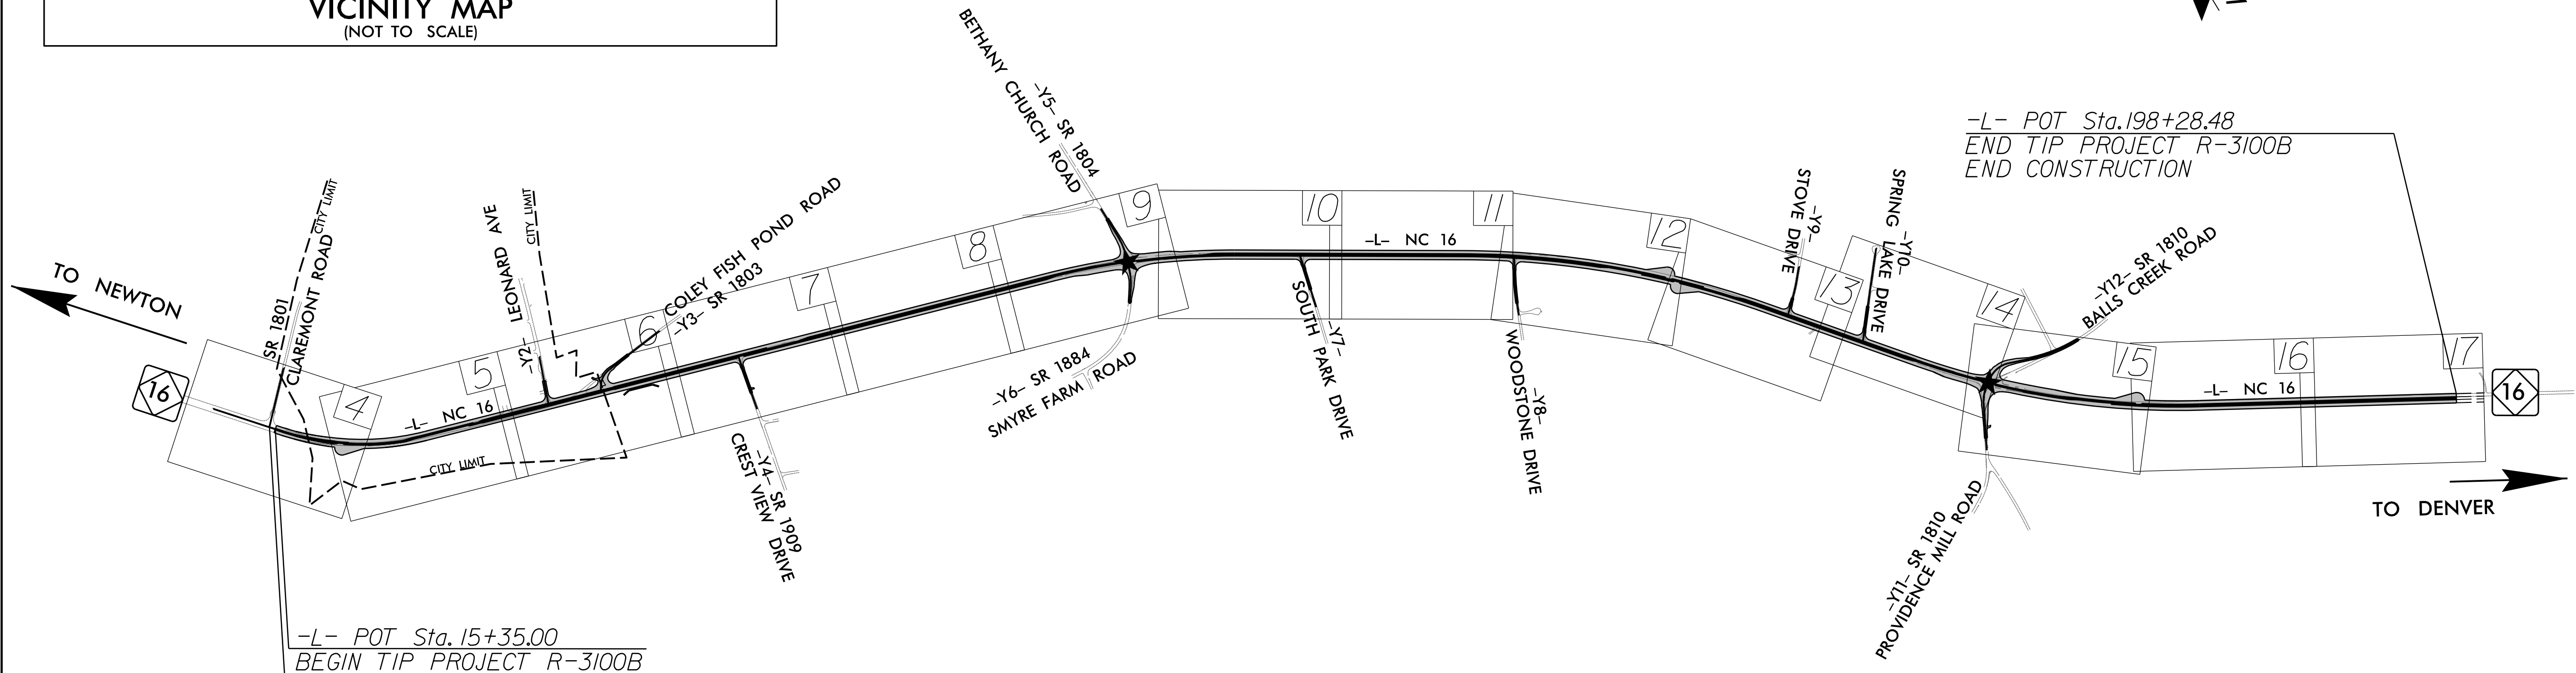 VICINITY MAP
(NOT TO SCALE)
BETHANY CHURCH ROAD
-Y5- SR 1804
-L- POT Sta. 198+28.48
END TIP PROJECT R-3100B
END CONSTRUCTION
CITY LIMIT
SR 1801
CLAREMONT ROAD
-Y2- LEONARD AVE
CITY LIMIT
COLEY FISH POND ROAD
-Y3- SR 1803
STOVE DRIVE
-Y9-
SPRING LAKE DRIVE
-Y10-
-Y12- SR 1810
BALLS CREEK ROAD
TO NEWTON
16
4
5
6
7
8
9
10
11
12
13
14
15
16
17
16
-L- NC 16
-L- NC 16
-L- NC 16
CITY LIMIT
-Y4- SR 1909
CREST VIEW DRIVE
-Y6- SR 1884
SMYRE FARM ROAD
-Y7-
SOUTH PARK DRIVE
-Y8-
WOODSTONE DRIVE
-Y11- SR 1810
PROVIDENCE MILL ROAD
TO DENVER
-L- POT Sta. 15+35.00
BEGIN TIP PROJECT R-3100B